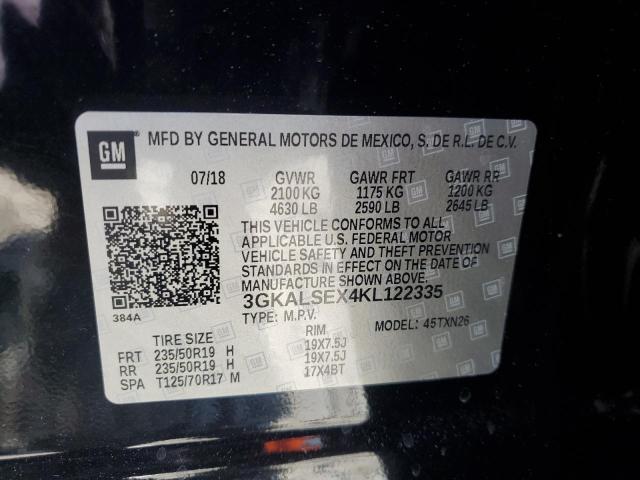 GM
MFD BY GENERAL MOTORS DE MEXICO, S. DE R.L. DE C.V.
07/18 GVWR GAWR FRT GAWR RR
2100 KG 1175 KG 1200 KG
4630 LB 2590 LB 2645 LB
THIS VEHICLE CONFORMS TO ALL
APPLICABLE U.S. FEDERAL MOTOR
VEHICLE SAFETY AND THEFT PREVENTION
STANDARDS IN EFFECT ON THE DATE OF
MANUFACTURE SHOWN ABOVE.
3GKALSEX4KL122335
384A TYPE: M.P.V. MODEL: 45TXN26
TIRE SIZE RIM
FRT 235/50R19 H 19X7.5J
RR 235/50R19 H 19X7.5J
SPA T125/70R17 M 17X4BT